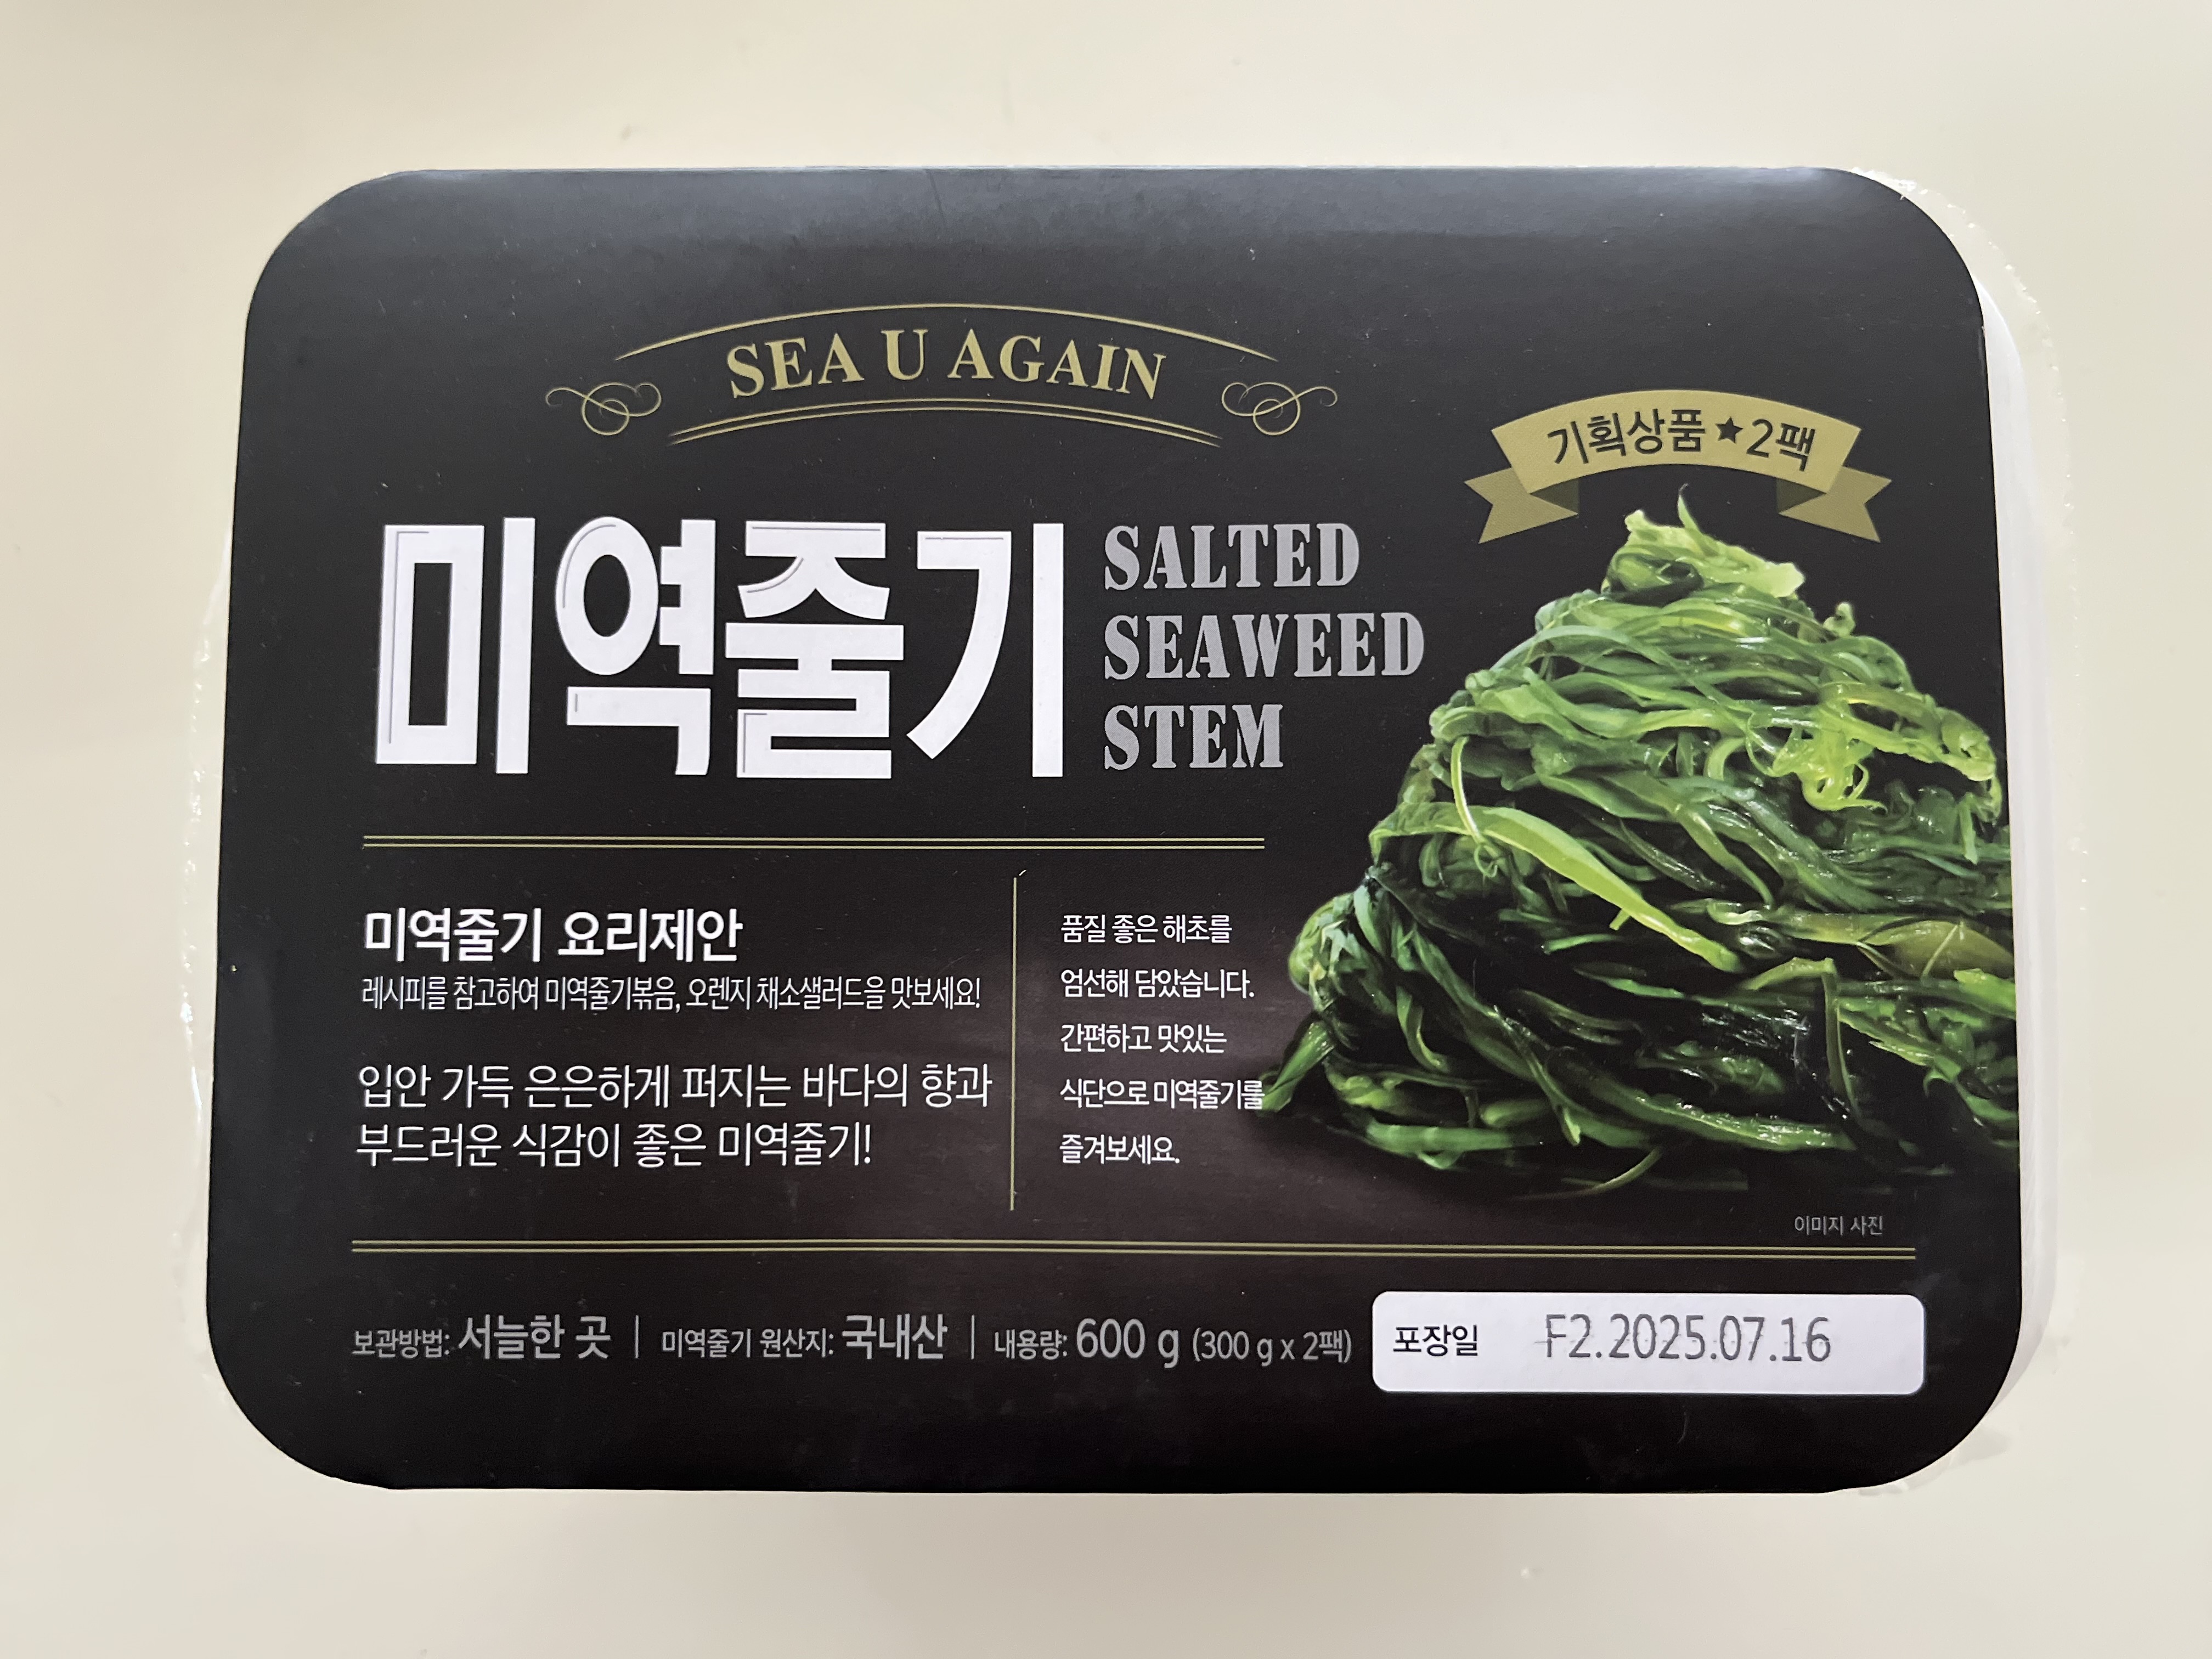 SEA U AGAIN
기획상품★2팩
미역줄기
SALTED
SEAWEED
STEM
미역줄기 요리제안
레시피를 참고하여 미역줄기볶음, 오렌지 채소샐러드을 맛보세요!
입안 가득 은은하게 퍼지는 바다의 향과
부드러운 식감이 좋은 미역줄기!
품질 좋은 해초를
엄선해 담았습니다.
간편하고 맛있는
식단으로 미역줄기를
즐겨보세요.
이미지 사진
보관방법: 서늘한 곳 | 미역줄기 원산지: 국내산 | 내용량: 600 g (300 g x 2팩)
포장일 F2.2025.07.16